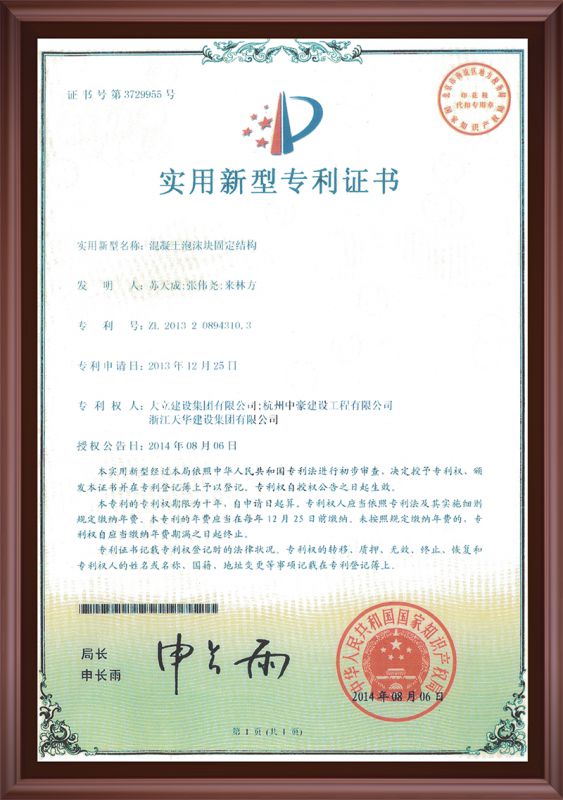 证书号第3729955号
印花税
代扣专用章
国家知识产权局
实用新型专利证书
实用新型名称：混凝土泡沫块固定结构
发明人：苏天成;张伟尧;来林方
专利号：ZL 2013 2 0894310.3
专利申请日：2013年12月25日
专利权人：大立建设集团有限公司;杭州中豪建设工程有限公司
浙江天华建设集团有限公司
授权公告日：2014年08月06日
本实用新型经过本局依照中华人民共和国专利法进行初步审查，决定授予专利权，颁
发本证书并在专利登记簿上予以登记。专利权自授权公告之日起生效。
本专利的专利权期限为十年，自申请日起算。专利权人应当依照专利法及其实施细则
规定缴纳年费。本专利的年费应当在每年12月25日前缴纳。未按照规定缴纳年费的，专
利权自应当缴纳年费期满之日起终止。
专利证书记载专利权登记时的法律状况。专利权的转移、质押、无效、终止、恢复和
专利权人的姓名或名称、国籍、地址变更等事项记载在专利登记簿上。
局长
申长雨
申长雨
中华人民共和国国家知识产权局
2014年08月06日
第1页(共1页)